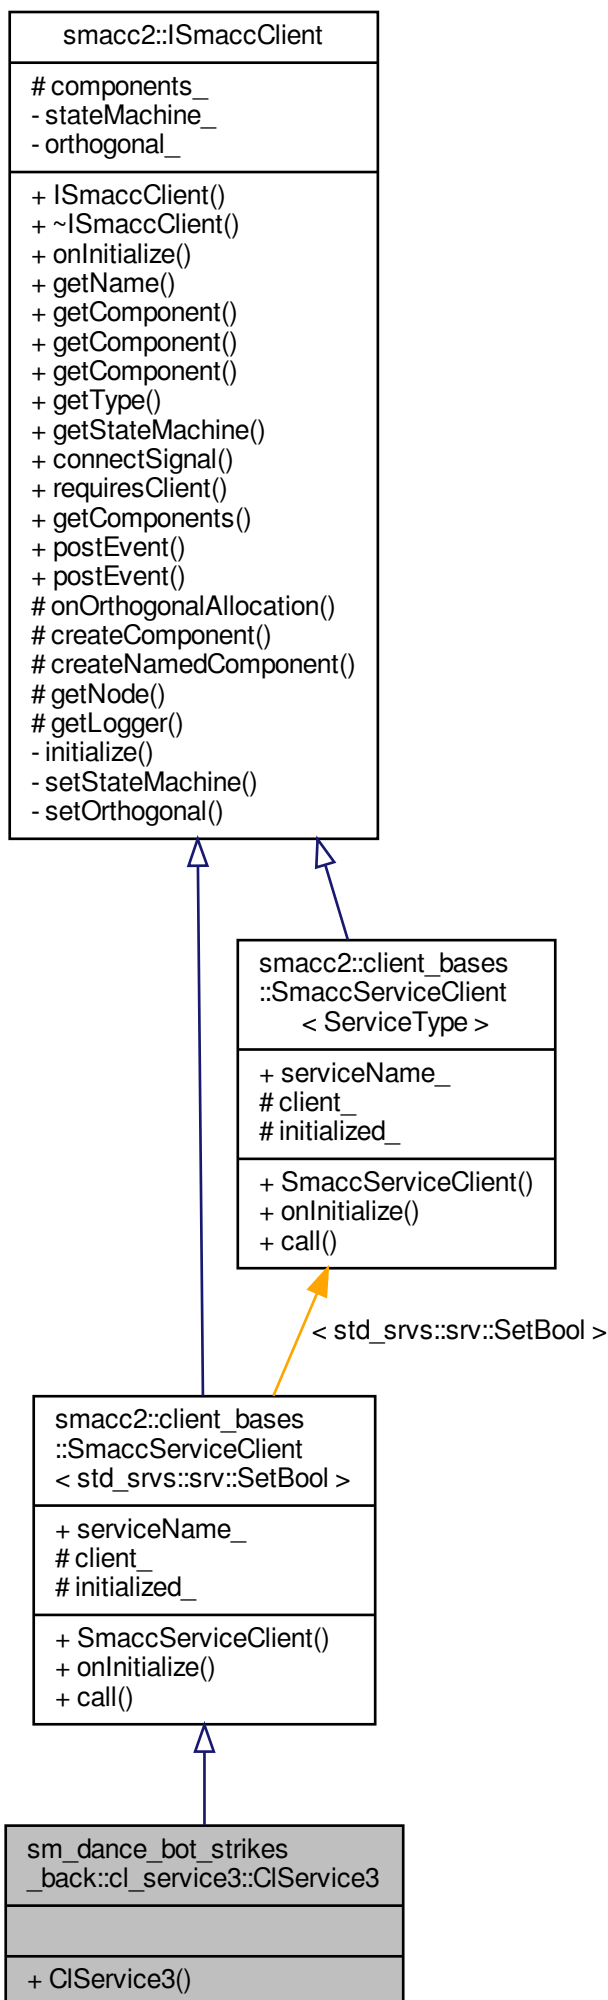 smacc2::ISmaccClient
# components_
- stateMachine_
- orthogonal_
+ ISmaccClient()
+ ~ISmaccClient()
+ onInitialize()
+ getName()
+ getComponent()
+ getComponent()
+ getComponent()
+ getType()
+ getStateMachine()
+ connectSignal()
+ requiresClient()
+ getComponents()
+ postEvent()
+ postEvent()
# onOrthogonalAllocation()
# createComponent()
# createNamedComponent()
# getNode()
# getLogger()
- initialize()
- setStateMachine()
- setOrthogonal()
smacc2::client_bases
::SmaccServiceClient
< ServiceType >
+ serviceName_
# client_
# initialized_
+ SmaccServiceClient()
+ onInitialize()
+ call()
< std_srvs::srv::SetBool >
smacc2::client_bases
::SmaccServiceClient
< std_srvs::srv::SetBool >
+ serviceName_
# client_
# initialized_
+ SmaccServiceClient()
+ onInitialize()
+ call()
sm_dance_bot_strikes
_back::cl_service3::ClService3
+ ClService3()